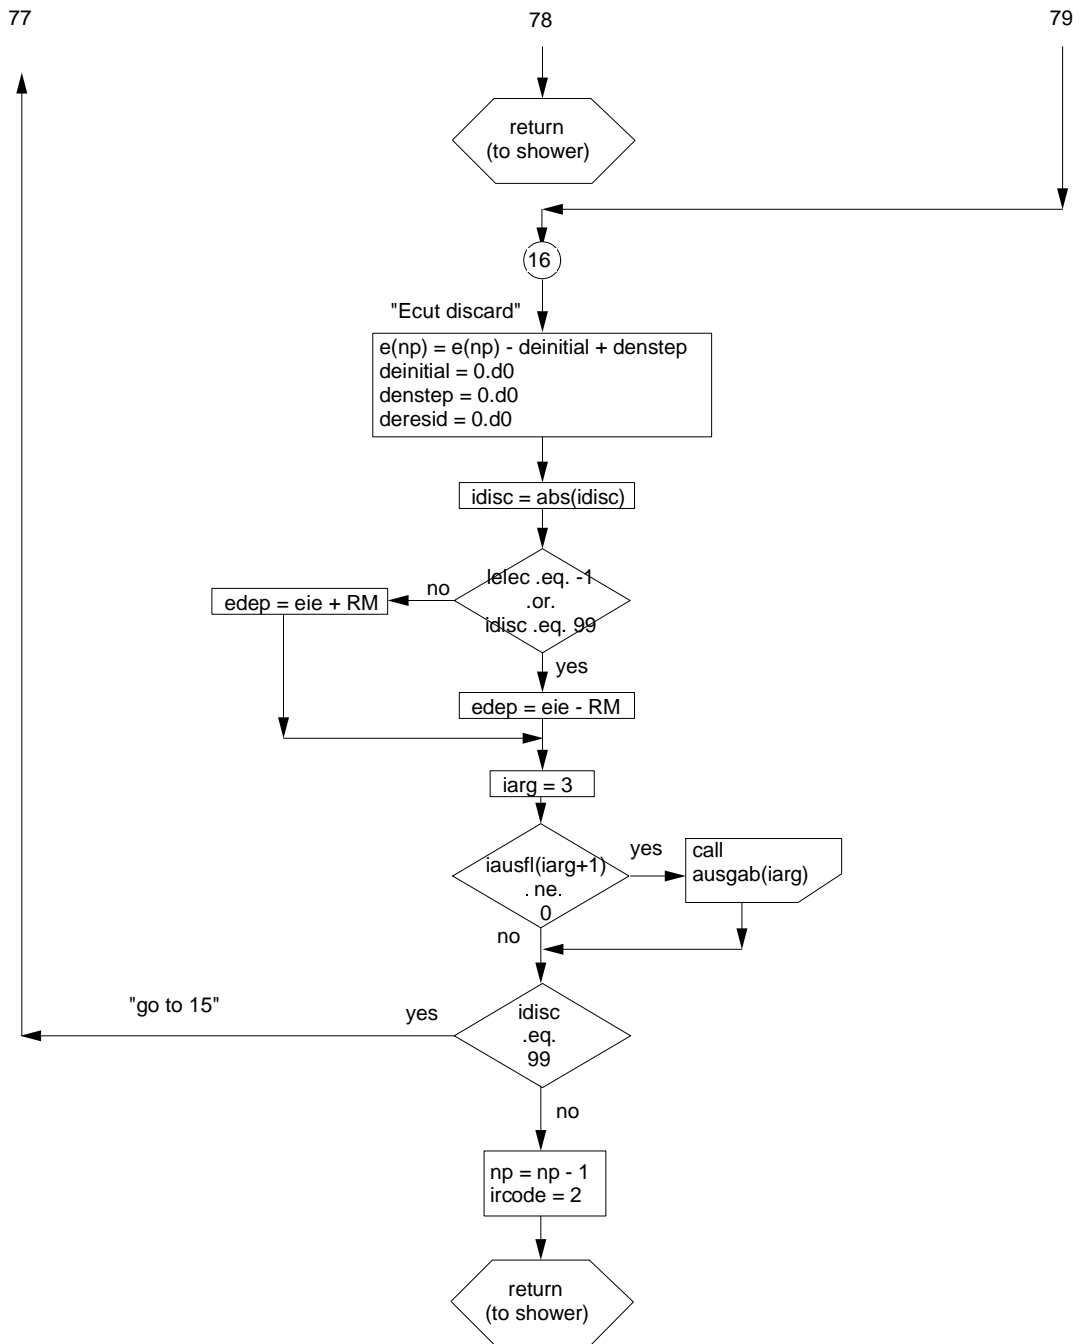 77
78
79
return
(to shower)
16
"Ecut discard"
e(np) = e(np) - deinitial + denstep
deinitial = 0.d0
denstep = 0.d0
deresid = 0.d0
idisc = abs(idisc)
lelec .eq. -1
.or.
idisc .eq. 99
no
edep = eie + RM
yes
edep = eie - RM
iarg = 3
iausfl(iarg+1)
. ne.
0
yes
call
ausgab(iarg)
no
"go to 15"
yes
idisc
.eq.
99
no
np = np - 1
ircode = 2
return
(to shower)